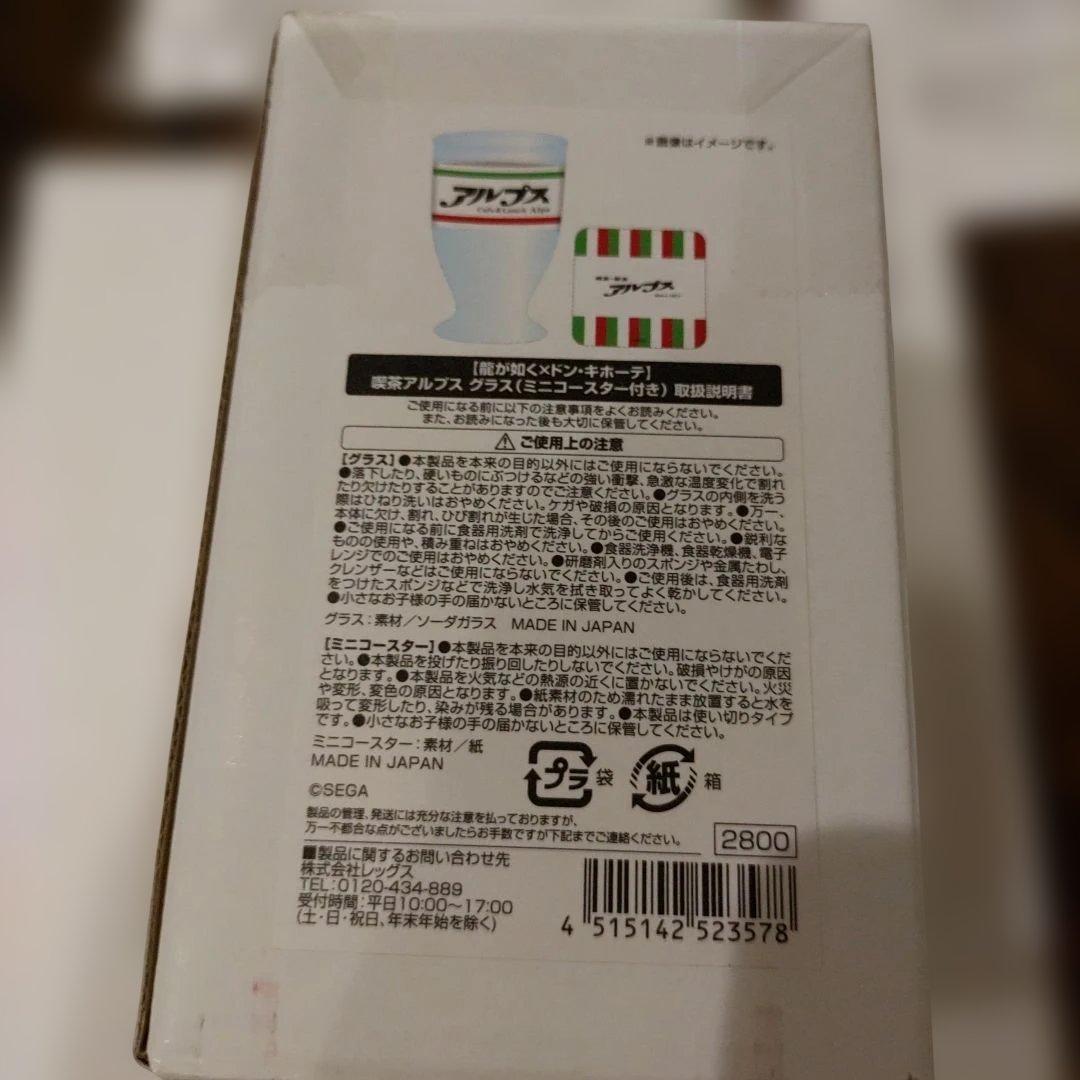 ※画像はイメージです。
アルプス
Cafe&Lunch Alps
アルプス
【龍が如く×ドン・キホーテ】
喫茶アルプス グラス(ミニコースター付き) 取扱説明書
ご使用になる前に以下の注意事項をよくお読みください。
また、お読みになった後も大切に保管してください。
⚠ご使用上の注意
[グラス]●本製品を本来の目的以外にはご使用にならないでください。
●落下したり、硬いものにぶつけるなどの強い衝撃、急激な温度変化で割れ
たり欠けたりすることがありますのでご注意ください。●グラスの内側を洗う
際はひねり洗いはおやめください。ケガや破損の原因となります。●万一、
本体に欠け、割れ、ひび割れが生じた場合、その後のご使用はおやめください。
●ご使用になる前に食器用洗剤で洗浄してからご使用ください。●鋭利な
ものの使用や、積み重ねはおやめください。●食器洗浄機、食器乾燥機、電子
レンジでのご使用はおやめください。●研磨剤入りのスポンジや金属たわし、
クレンザーなどはご使用にならないでください。●ご使用後は、食器用洗剤
をつけたスポンジなどで洗浄し水気を拭き取ってよく乾かしてください。
●小さなお子様の手の届かないところに保管してください。
グラス:素材/ソーダガラス MADE IN JAPAN
[ミニコースター]●本製品を本来の目的以外にはご使用にならないでくだ
さい。●本製品を投げたり振り回したりしないでください。破損やけがの原因
となります。●本製品を火気などの熱源の近くに置かないでください。火災
や変形、変色の原因となります。●紙素材のため濡れたまま放置すると水を
吸って変形したり、染みが残る場合があります。●本製品は使い切りタイプ
です。●小さなお子様の手の届かないところに保管してください。
ミニコースター:素材/紙
MADE IN JAPAN
プラ 袋 紙 箱
©SEGA
製品の管理、発送には充分な注意を払っておりますが、
万一不都合な点がございましたらお手数ですが下記までご連絡ください。
2800
■製品に関するお問い合わせ先
株式会社レッグス
TEL:0120-434-889
受付時間:平日10:00〜17:00
(土・日・祝日、年末年始を除く)
4 515142 523578